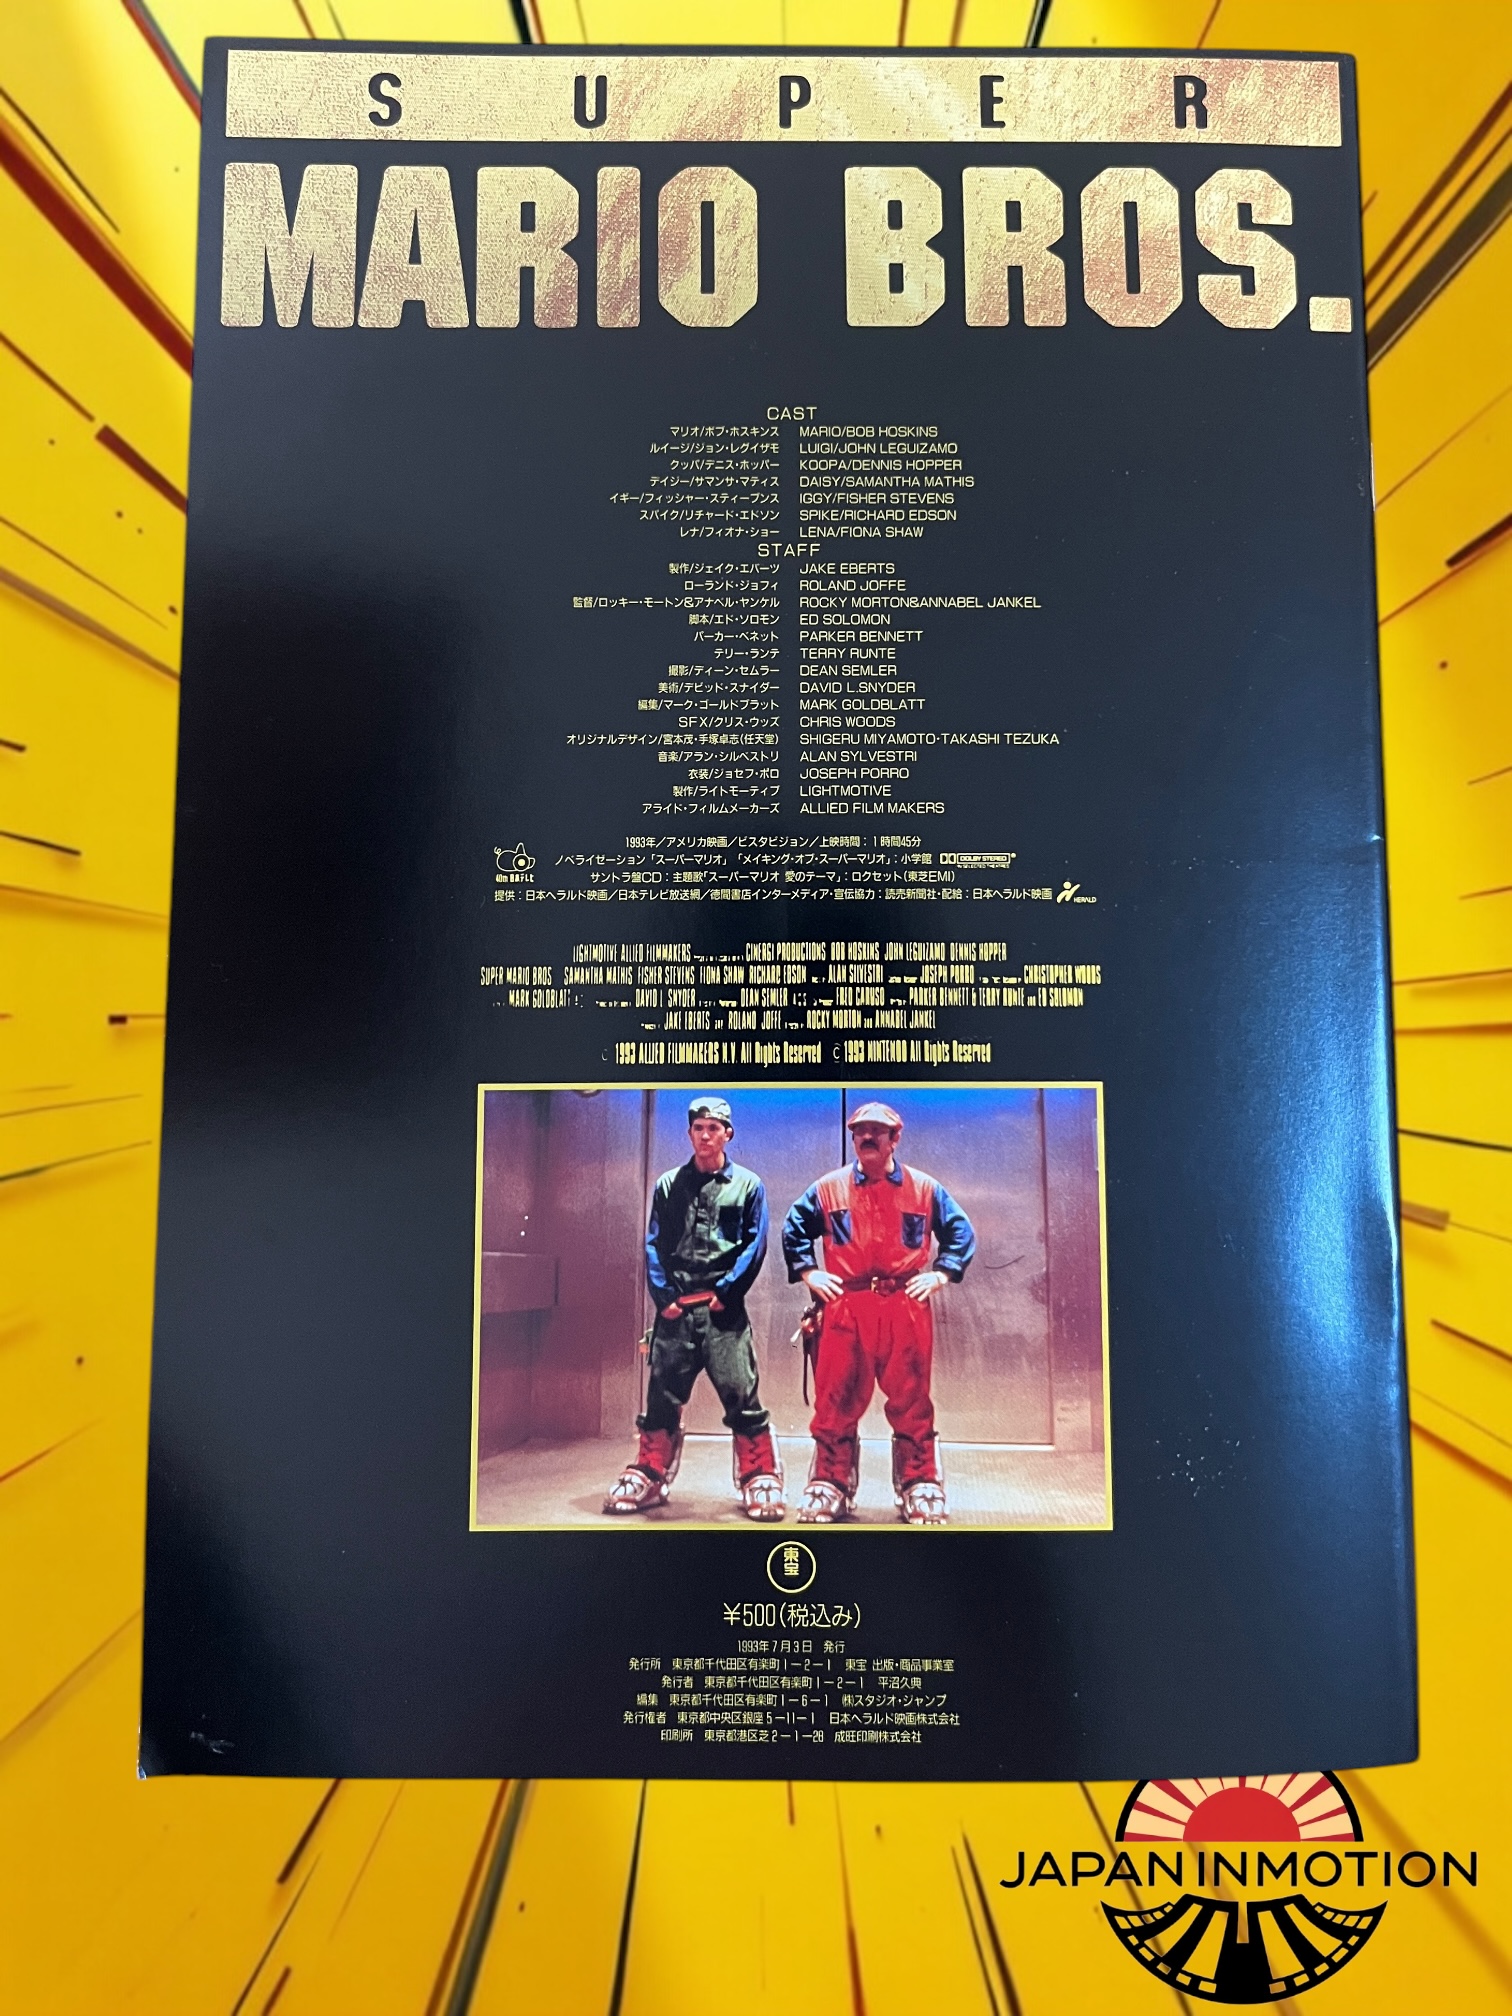 SUPER
MARIO BROS.
CAST
マリオ/ボブ・ホスキンス MARIO/BOB HOSKINS
ルイージ/ジョン・レグイザモ LUIGI/JOHN LEGUIZAMO
クッパ/デニス・ホッパー KOOPA/DENNIS HOPPER
デイジー/サマンサ・マティス DAISY/SAMANTHA MATHIS
イギー/フィッシャー・スティーブンス IGGY/FISHER STEVENS
スパイク/リチャード・エドソン SPIKE/RICHARD EDSON
レナ/フィオナ・ショー LENA/FIONA SHAW
STAFF
製作/ジェイク・エバーツ JAKE EBERTS
ローランド・ジョフィ ROLAND JOFFE
監督/ロッキー・モートン&アナベル・ヤンケル ROCKY MORTON&ANNABEL JANKEL
脚本/エド・ソロモン ED SOLOMON
パーカー・ベネット PARKER BENNETT
テリー・ランテ TERRY RUNTE
撮影/ディーン・セムラー DEAN SEMLER
美術/デビッド・スナイダー DAVID L.SNYDER
編集/マーク・ゴールドブラット MARK GOLDBLATT
SFX/クリス・ウッズ CHRIS WOODS
オリジナルデザイン/宮本茂・手塚卓志(任天堂) SHIGERU MIYAMOTO・TAKASHI TEZUKA
音楽/アラン・シルベストリ ALAN SYLVESTRI
衣装/ジョセフ・ポロ JOSEPH PORRO
製作/ライトモーティブ LIGHTMOTIVE
アライド・フィルムメーカーズ ALLIED FILM MAKERS
1993年/アメリカ映画/ビスタビジョン/上映時間:1時間45分
ノベライゼーション「スーパーマリオ」「メイキング・オブ・スーパーマリオ」:小学館 DOLBY STEREO
サントラ盤CD:主題歌「スーパーマリオ 愛のテーマ」:ロクセット(東芝EMI)
40th 日本テレビ
提供:日本ヘラルド映画/日本テレビ放送網/徳間書店インターメディア・宣伝協力:読売新聞社・配給:日本ヘラルド映画 HERALD
LIGHTMOTIVE ALLIED FILMMAKERS CINERGI PRODUCTIONS BOB HOSKINS JOHN LEGUIZAMO DENNIS HOPPER
SUPER MARIO BROS SAMANTHA MATHIS FISHER STEVENS FIONA SHAW RICHARD EDSON ALAN SILVESTRI JOSEPH PORRO CHRISTOPHER WOODS
MARK GOLDBLATT DAVID L SNYDER DEAN SEMLER FRED CARUSO PARKER BENNETT & TERRY RUNTE and ED SOLOMON
JAKE EBERTS ROLAND JOFFE ROCKY MORTON and ANNABEL JANKEL
© 1993 ALLIED FILMMAKERS N.V. All Rights Reserved © 1993 NINTENDO All Rights Reserved
東宝
¥500(税込み)
1993年7月3日 発行
発行所 東京都千代田区有楽町1-2-1 東宝 出版・商品事業室
発行者 東京都千代田区有楽町1-2-1 平沼久典
編集 東京都千代田区有楽町1-6-1 ㈱スタジオ・ジャンプ
発行権者 東京都中央区銀座5-11-1 日本ヘラルド映画株式会社
印刷所 東京都港区芝2-1-28 成旺印刷株式会社
JAPAN IN MOTION